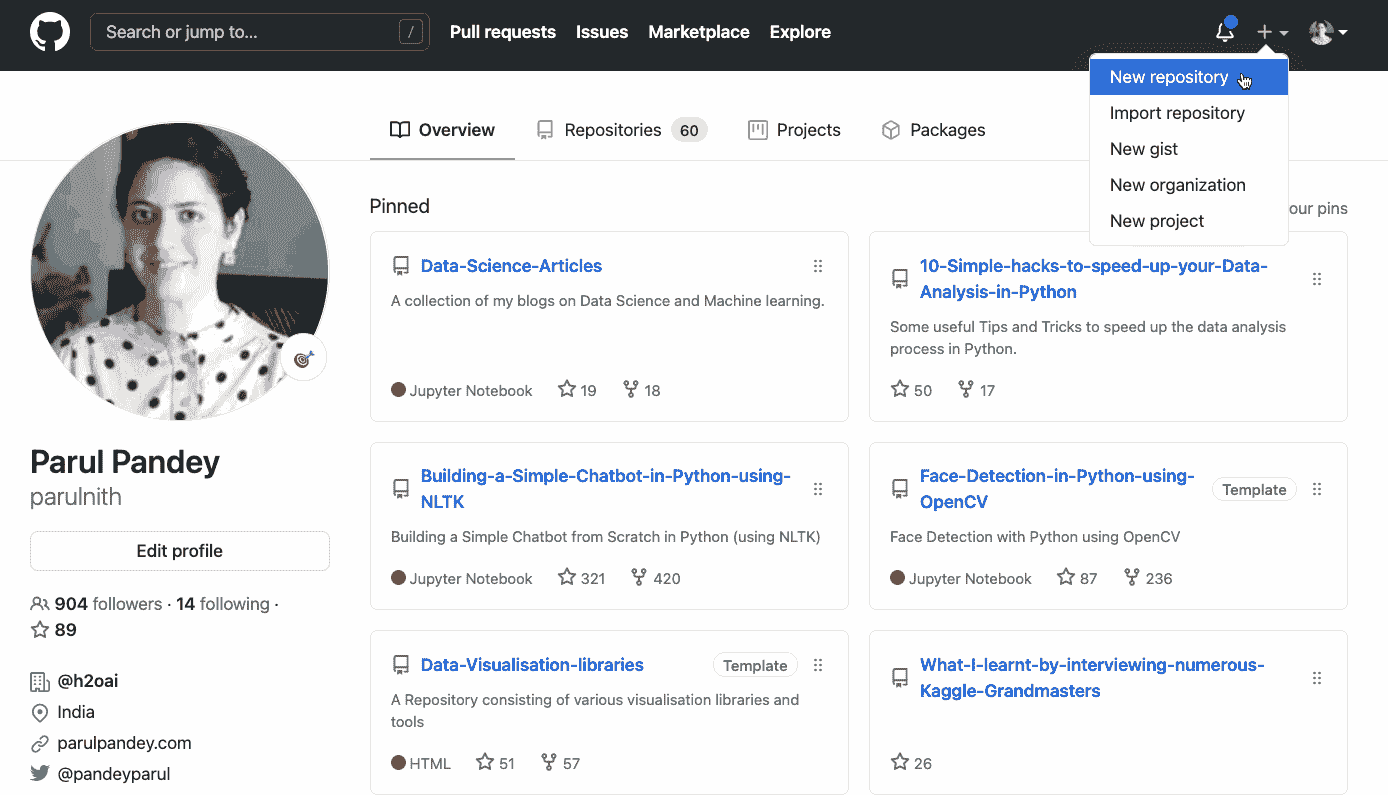 Search or jump to...
/
Pull requests
Issues
Marketplace
Explore
New repository
Import repository
New gist
New organization
New project
Overview
Repositories 60
Projects
Packages
Pinned
our pins
Data-Science-Articles
A collection of my blogs on Data Science and Machine learning.
Jupyter Notebook 19 18
10-Simple-hacks-to-speed-up-your-Data-
Analysis-in-Python
Some useful Tips and Tricks to speed up the data analysis
process in Python.
50 17
Building-a-Simple-Chatbot-in-Python-using-
NLTK
Building a Simple Chatbot from Scratch in Python (using NLTK)
Jupyter Notebook 321 420
Face-Detection-in-Python-using-
OpenCV
Template
Face Detection with Python using OpenCV
Jupyter Notebook 87 236
Data-Visualisation-libraries
Template
A Repository consisting of various visualisation libraries and
tools
HTML 51 57
What-I-learnt-by-interviewing-numerous-
Kaggle-Grandmasters
26
Parul Pandey
parulnith
Edit profile
904 followers · 14 following ·
89
@h2oai
India
parulpandey.com
@pandeyparul